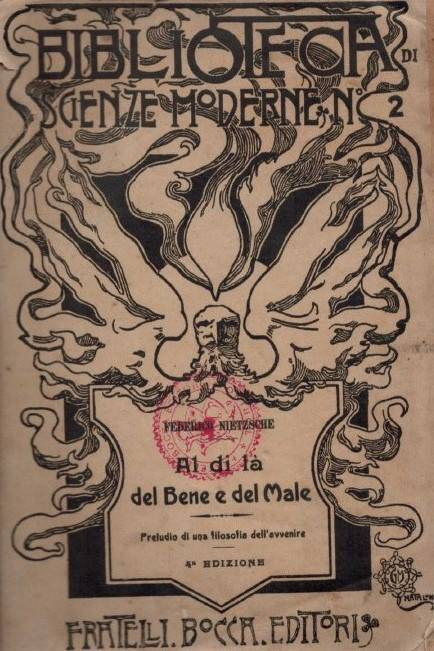 BIBLIOTECA DI
SCIENZE MODERNE. N° 2
FEDERICO NIETZSCHE
Al di là
del Bene e del Male
Preludio di una filosofia dell'avvenire
4ª EDIZIONE
FRATELLI. BOCCA. EDITORI